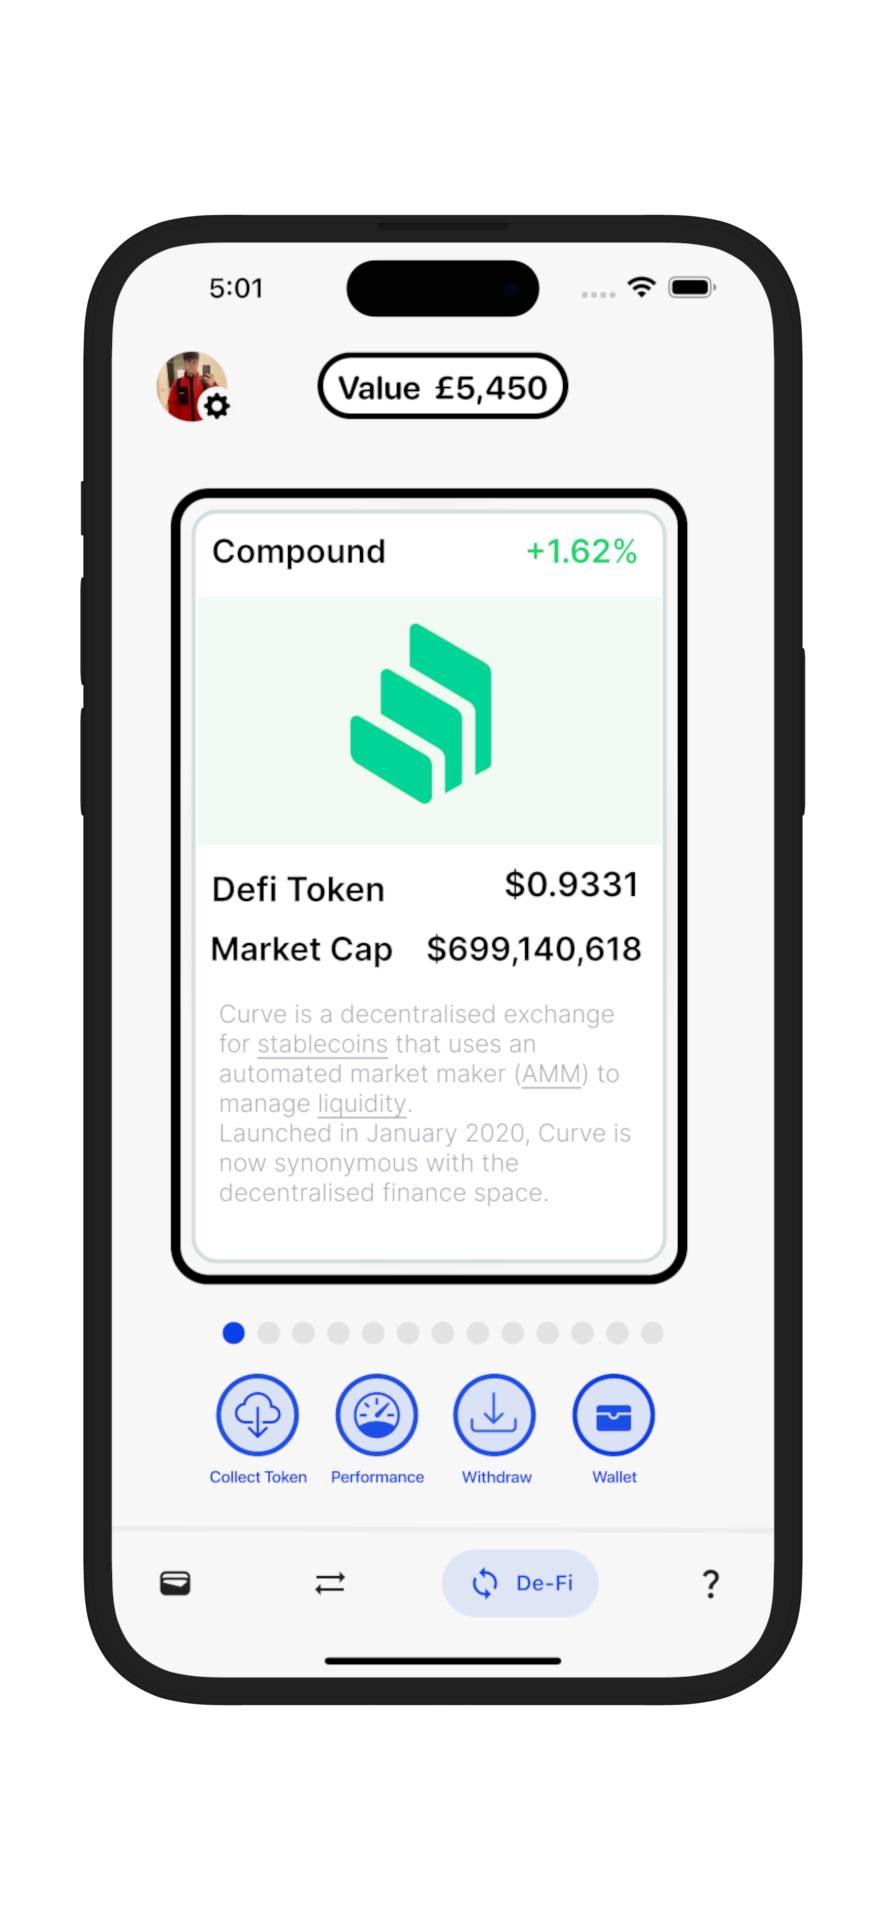 5:01
Value £5,450
Compound +1.62%
Defi Token $0.9331
Market Cap $699,140,618
Curve is a decentralised exchange
for stablecoins that uses an
automated market maker (AMM) to
manage liquidity.
Launched in January 2020, Curve is
now synonymous with the
decentralised finance space.
Collect Token Performance Withdraw Wallet
De-Fi ?